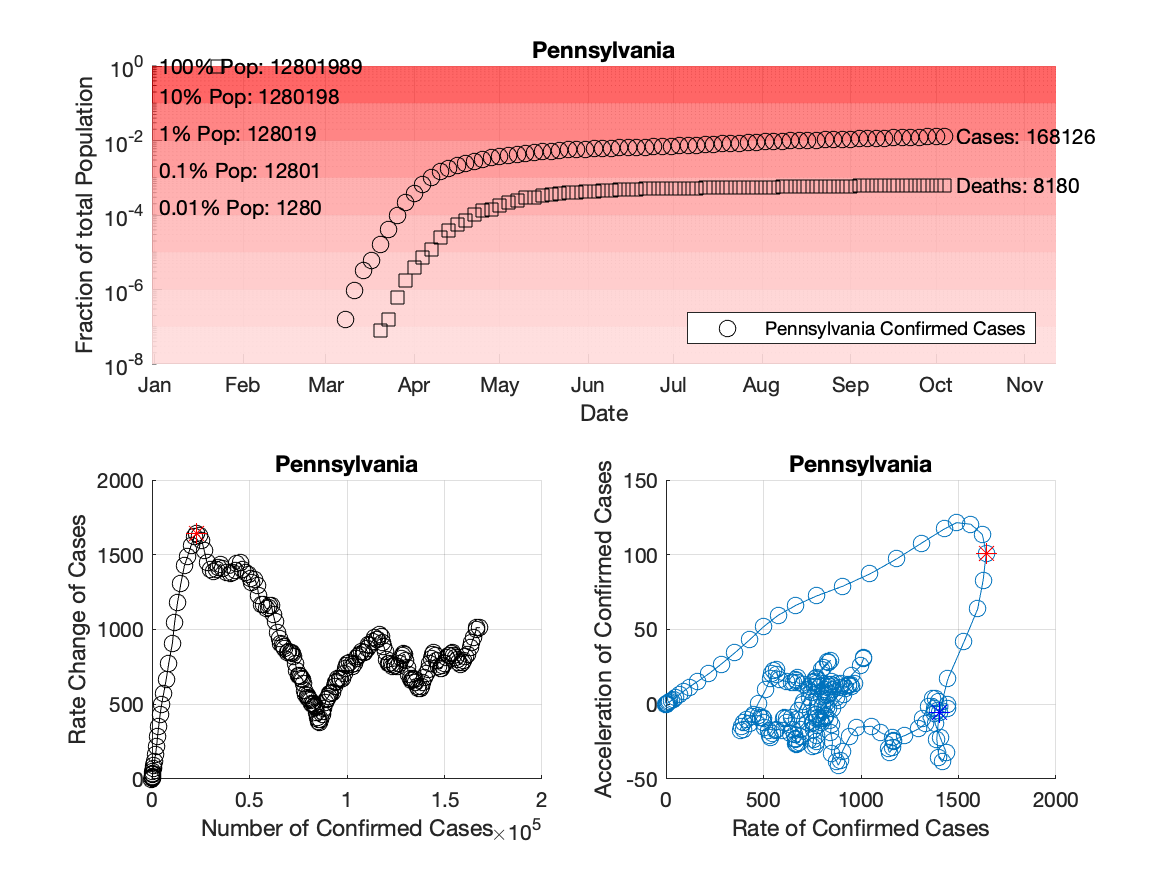 Pennsylvania
Fraction of total Population
10^0
10^-2
10^-4
10^-6
10^-8
100% Pop: 12801989
10% Pop: 1280198
1% Pop: 128019
0.1% Pop: 12801
0.01% Pop: 1280
Cases: 168126
Deaths: 8180
Pennsylvania Confirmed Cases
Jan Feb Mar Apr May Jun Jul Aug Sep Oct Nov
Date
Pennsylvania
Rate Change of Cases
2000
1500
1000
500
0
0 0.5 1 1.5 2
Number of Confirmed Cases
×10^5
Pennsylvania
Acceleration of Confirmed Cases
150
100
50
0
-50
0 500 1000 1500 2000
Rate of Confirmed Cases